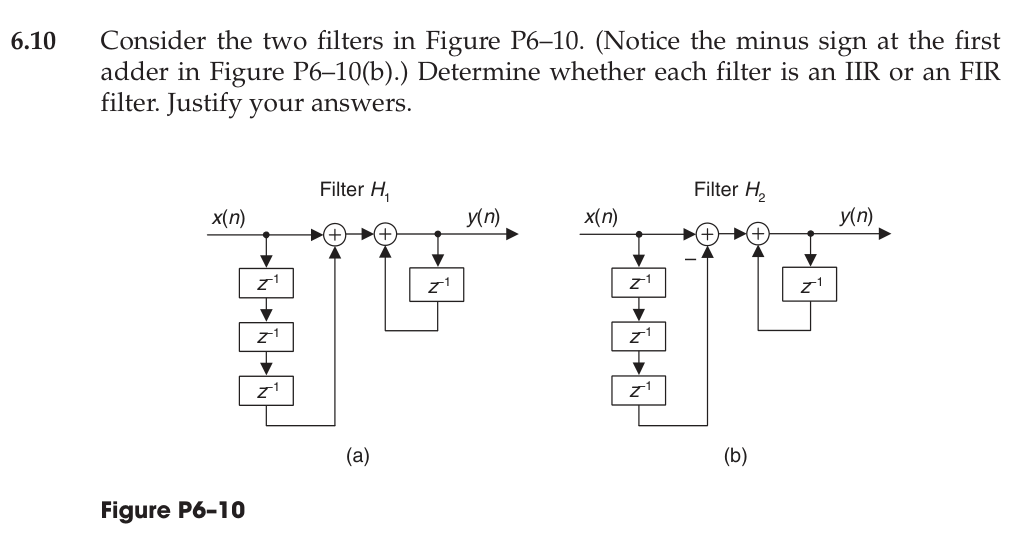 6.10 Consider the two filters in Figure P6–10. (Notice the minus sign at the first
adder in Figure P6–10(b).) Determine whether each filter is an IIR or an FIR
filter. Justify your answers.
Filter H₁
x(n)
+
+
y(n)
z⁻¹
z⁻¹
z⁻¹
z⁻¹
(a)
Filter H₂
x(n)
+
+
y(n)
–
z⁻¹
z⁻¹
z⁻¹
z⁻¹
(b)
Figure P6–10